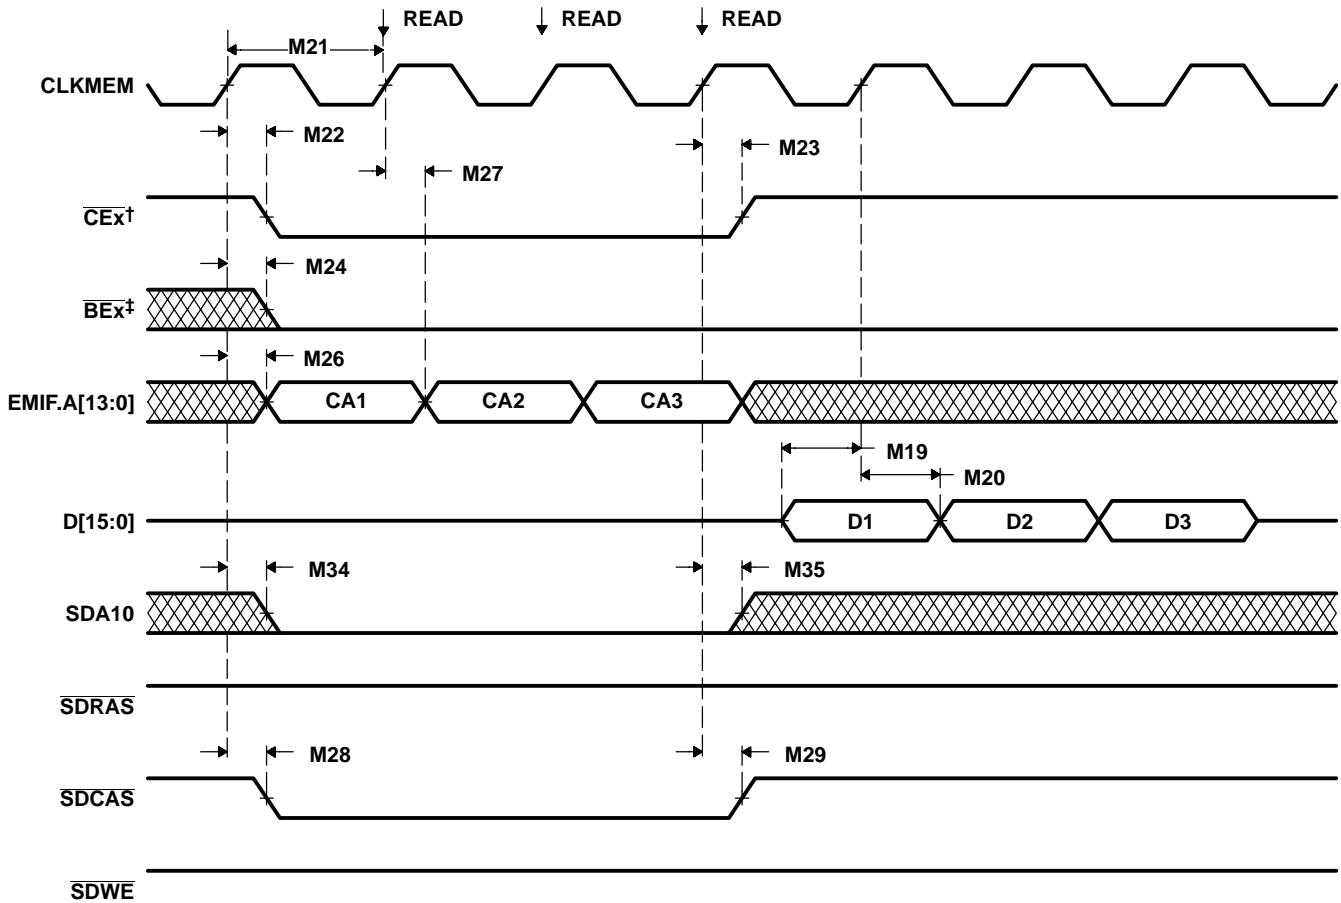 READ READ READ
M21
CLKMEM
M22 M23
M27
CEx†
M24
BEx‡
M26
EMIF.A[13:0] CA1 CA2 CA3
M19
M20
D[15:0] D1 D2 D3
M34 M35
SDA10
SDRAS
M28 M29
SDCAS
SDWE